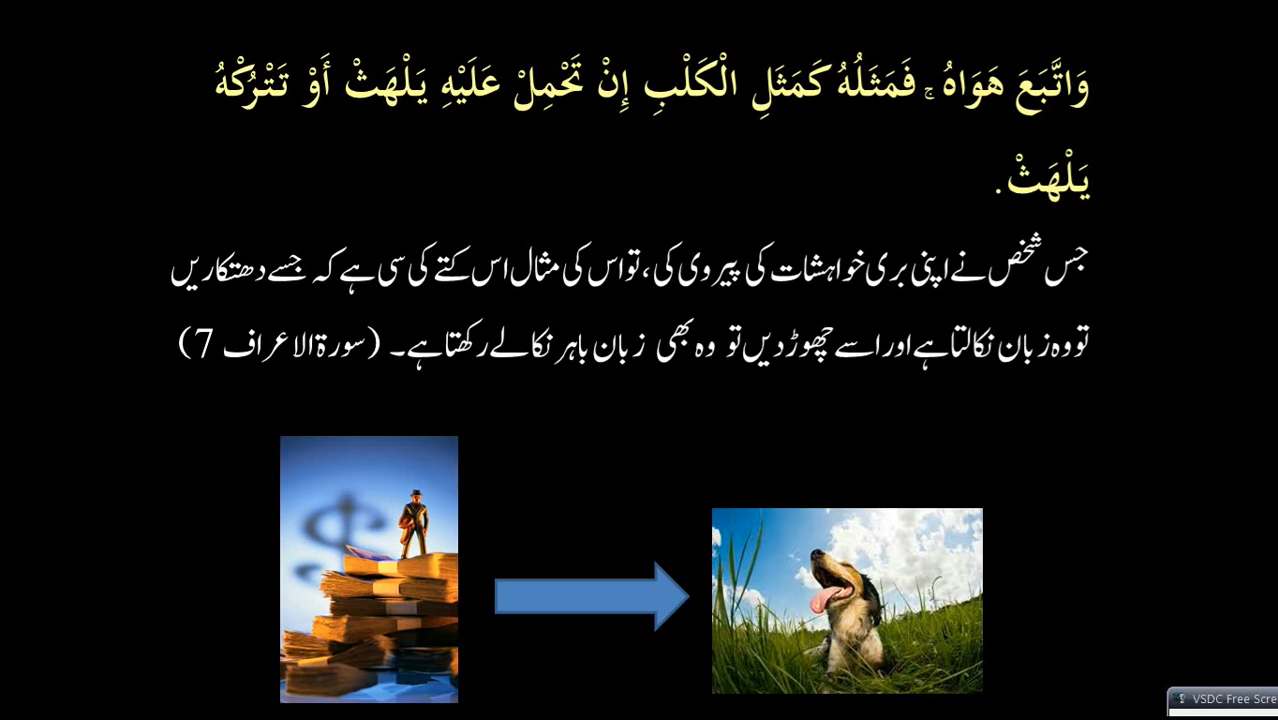 وَاتَّبَعَ هَوَاهُ ۚ فَمَثَلُهُ كَمَثَلِ الْكَلْبِ إِنْ تَحْمِلْ عَلَيْهِ يَلْهَثْ أَوْ تَتْرُكْهُ
يَلْهَثْ.
جس شخص نے اپنی بری خواہشات کی پیروی کی، تو اس کی مثال اس کتے کی سی ہے کہ جسے دھتکاریں
تو وہ زبان نکالتا ہے اور اسے چھوڑ دیں تو وہ بھی زبان باہر نکالے رکھتا ہے۔ (سورۃ الاعراف 7)
VSDC Free Scre